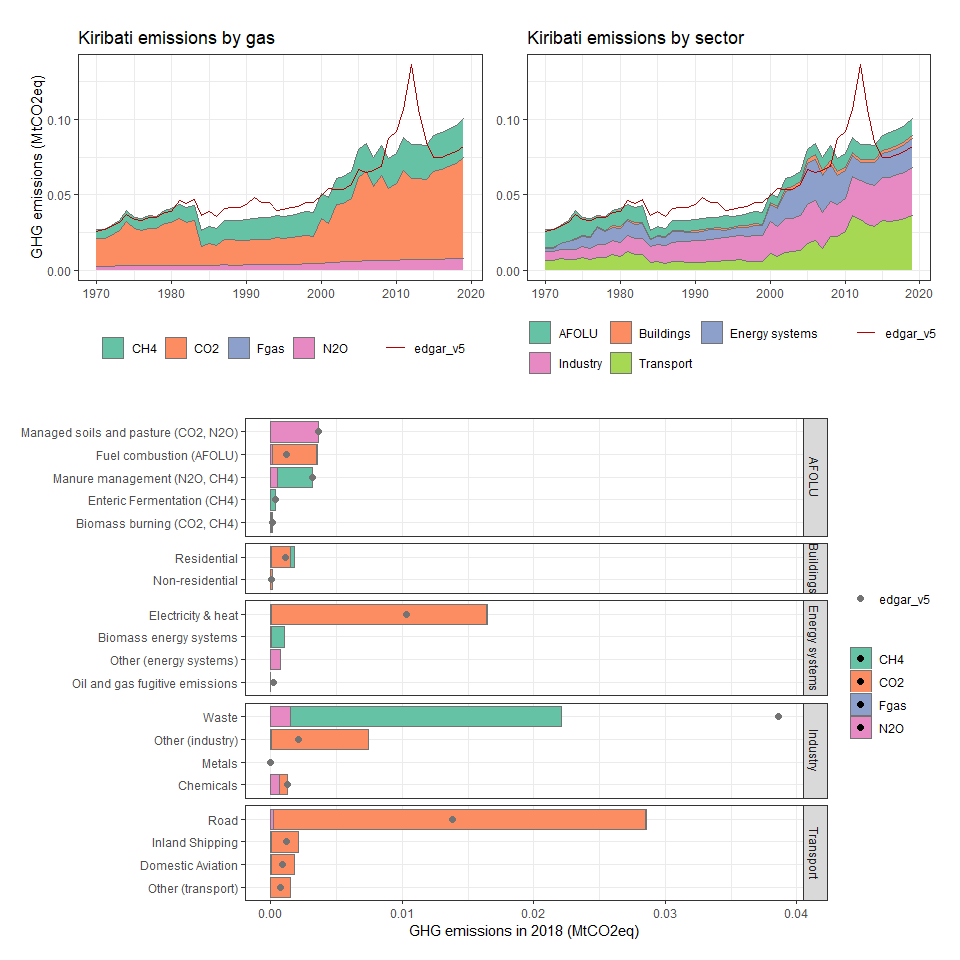 Kiribati emissions by gas
GHG emissions (MtCO2eq)
0.10
0.05
0.00
1970 1980 1990 2000 2010 2020
CH4 CO2 Fgas N2O edgar_v5
Kiribati emissions by sector
0.10
0.05
0.00
1970 1980 1990 2000 2010 2020
AFOLU Buildings Energy systems edgar_v5
Industry Transport
Managed soils and pasture (CO2, N2O)
Fuel combustion (AFOLU)
Manure management (N2O, CH4)
Enteric Fermentation (CH4)
Biomass burning (CO2, CH4)
AFOLU
Residential
Non-residential
Buildings
Electricity & heat
Biomass energy systems
Other (energy systems)
Oil and gas fugitive emissions
Energy systems
Waste
Other (industry)
Metals
Chemicals
Industry
Road
Inland Shipping
Domestic Aviation
Other (transport)
Transport
0.00 0.01 0.02 0.03 0.04
GHG emissions in 2018 (MtCO2eq)
edgar_v5
CH4
CO2
Fgas
N2O